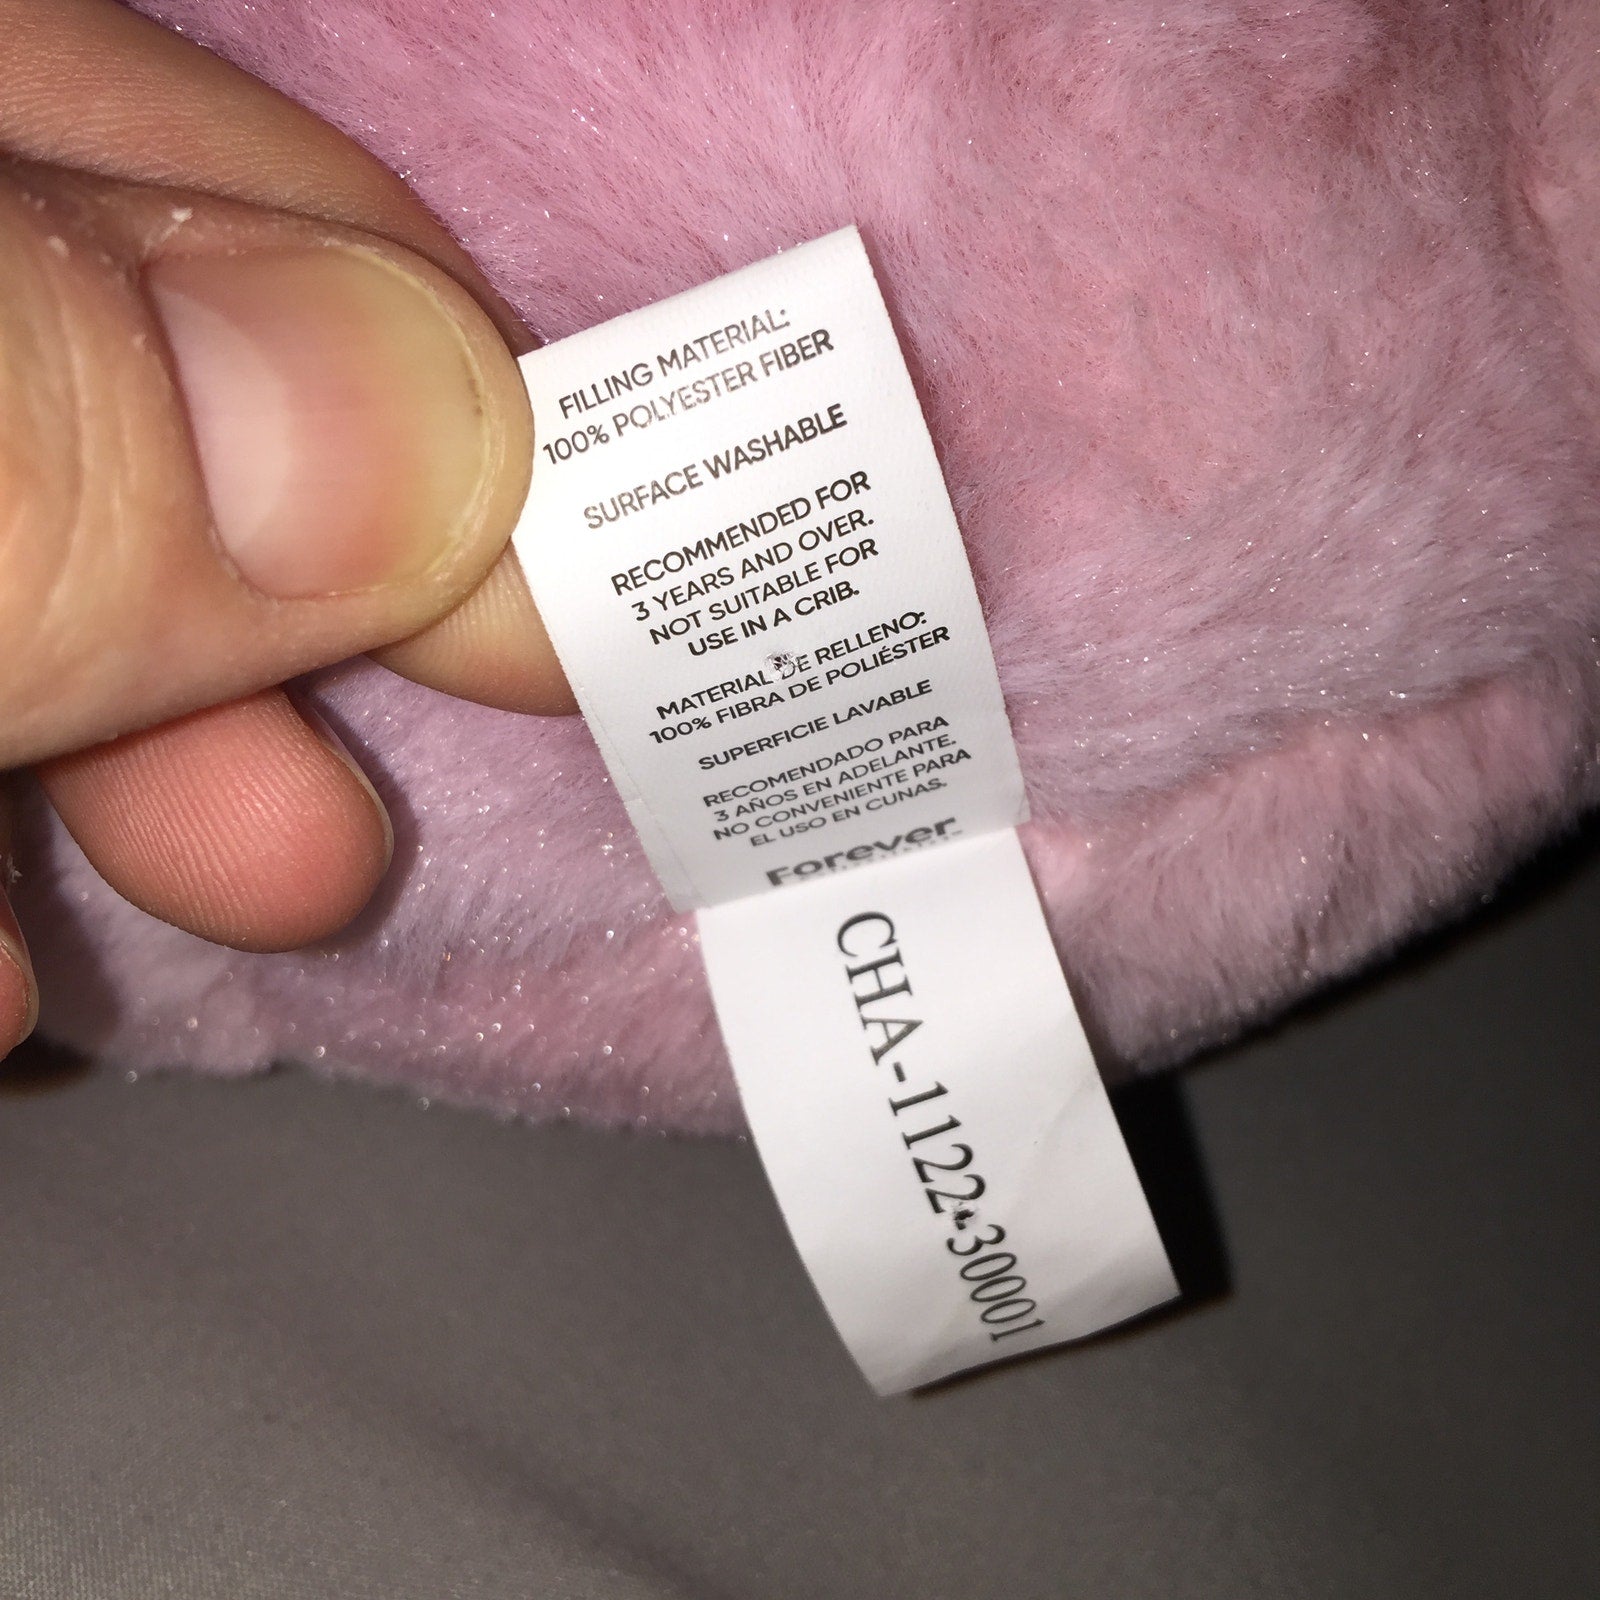 FILLING MATERIAL:
100% POLYESTER FIBER
SURFACE WASHABLE
RECOMMENDED FOR
3 YEARS AND OVER.
NOT SUITABLE FOR
USE IN A CRIB.
MATERIAL DE RELLENO:
100% FIBRA DE POLIÉSTER
SUPERFICIE LAVABLE
RECOMENDADO PARA
3 AÑOS EN ADELANTE.
NO CONVENIENTE PARA
EL USO EN CUNAS.
Forever
CHA-1122-30001